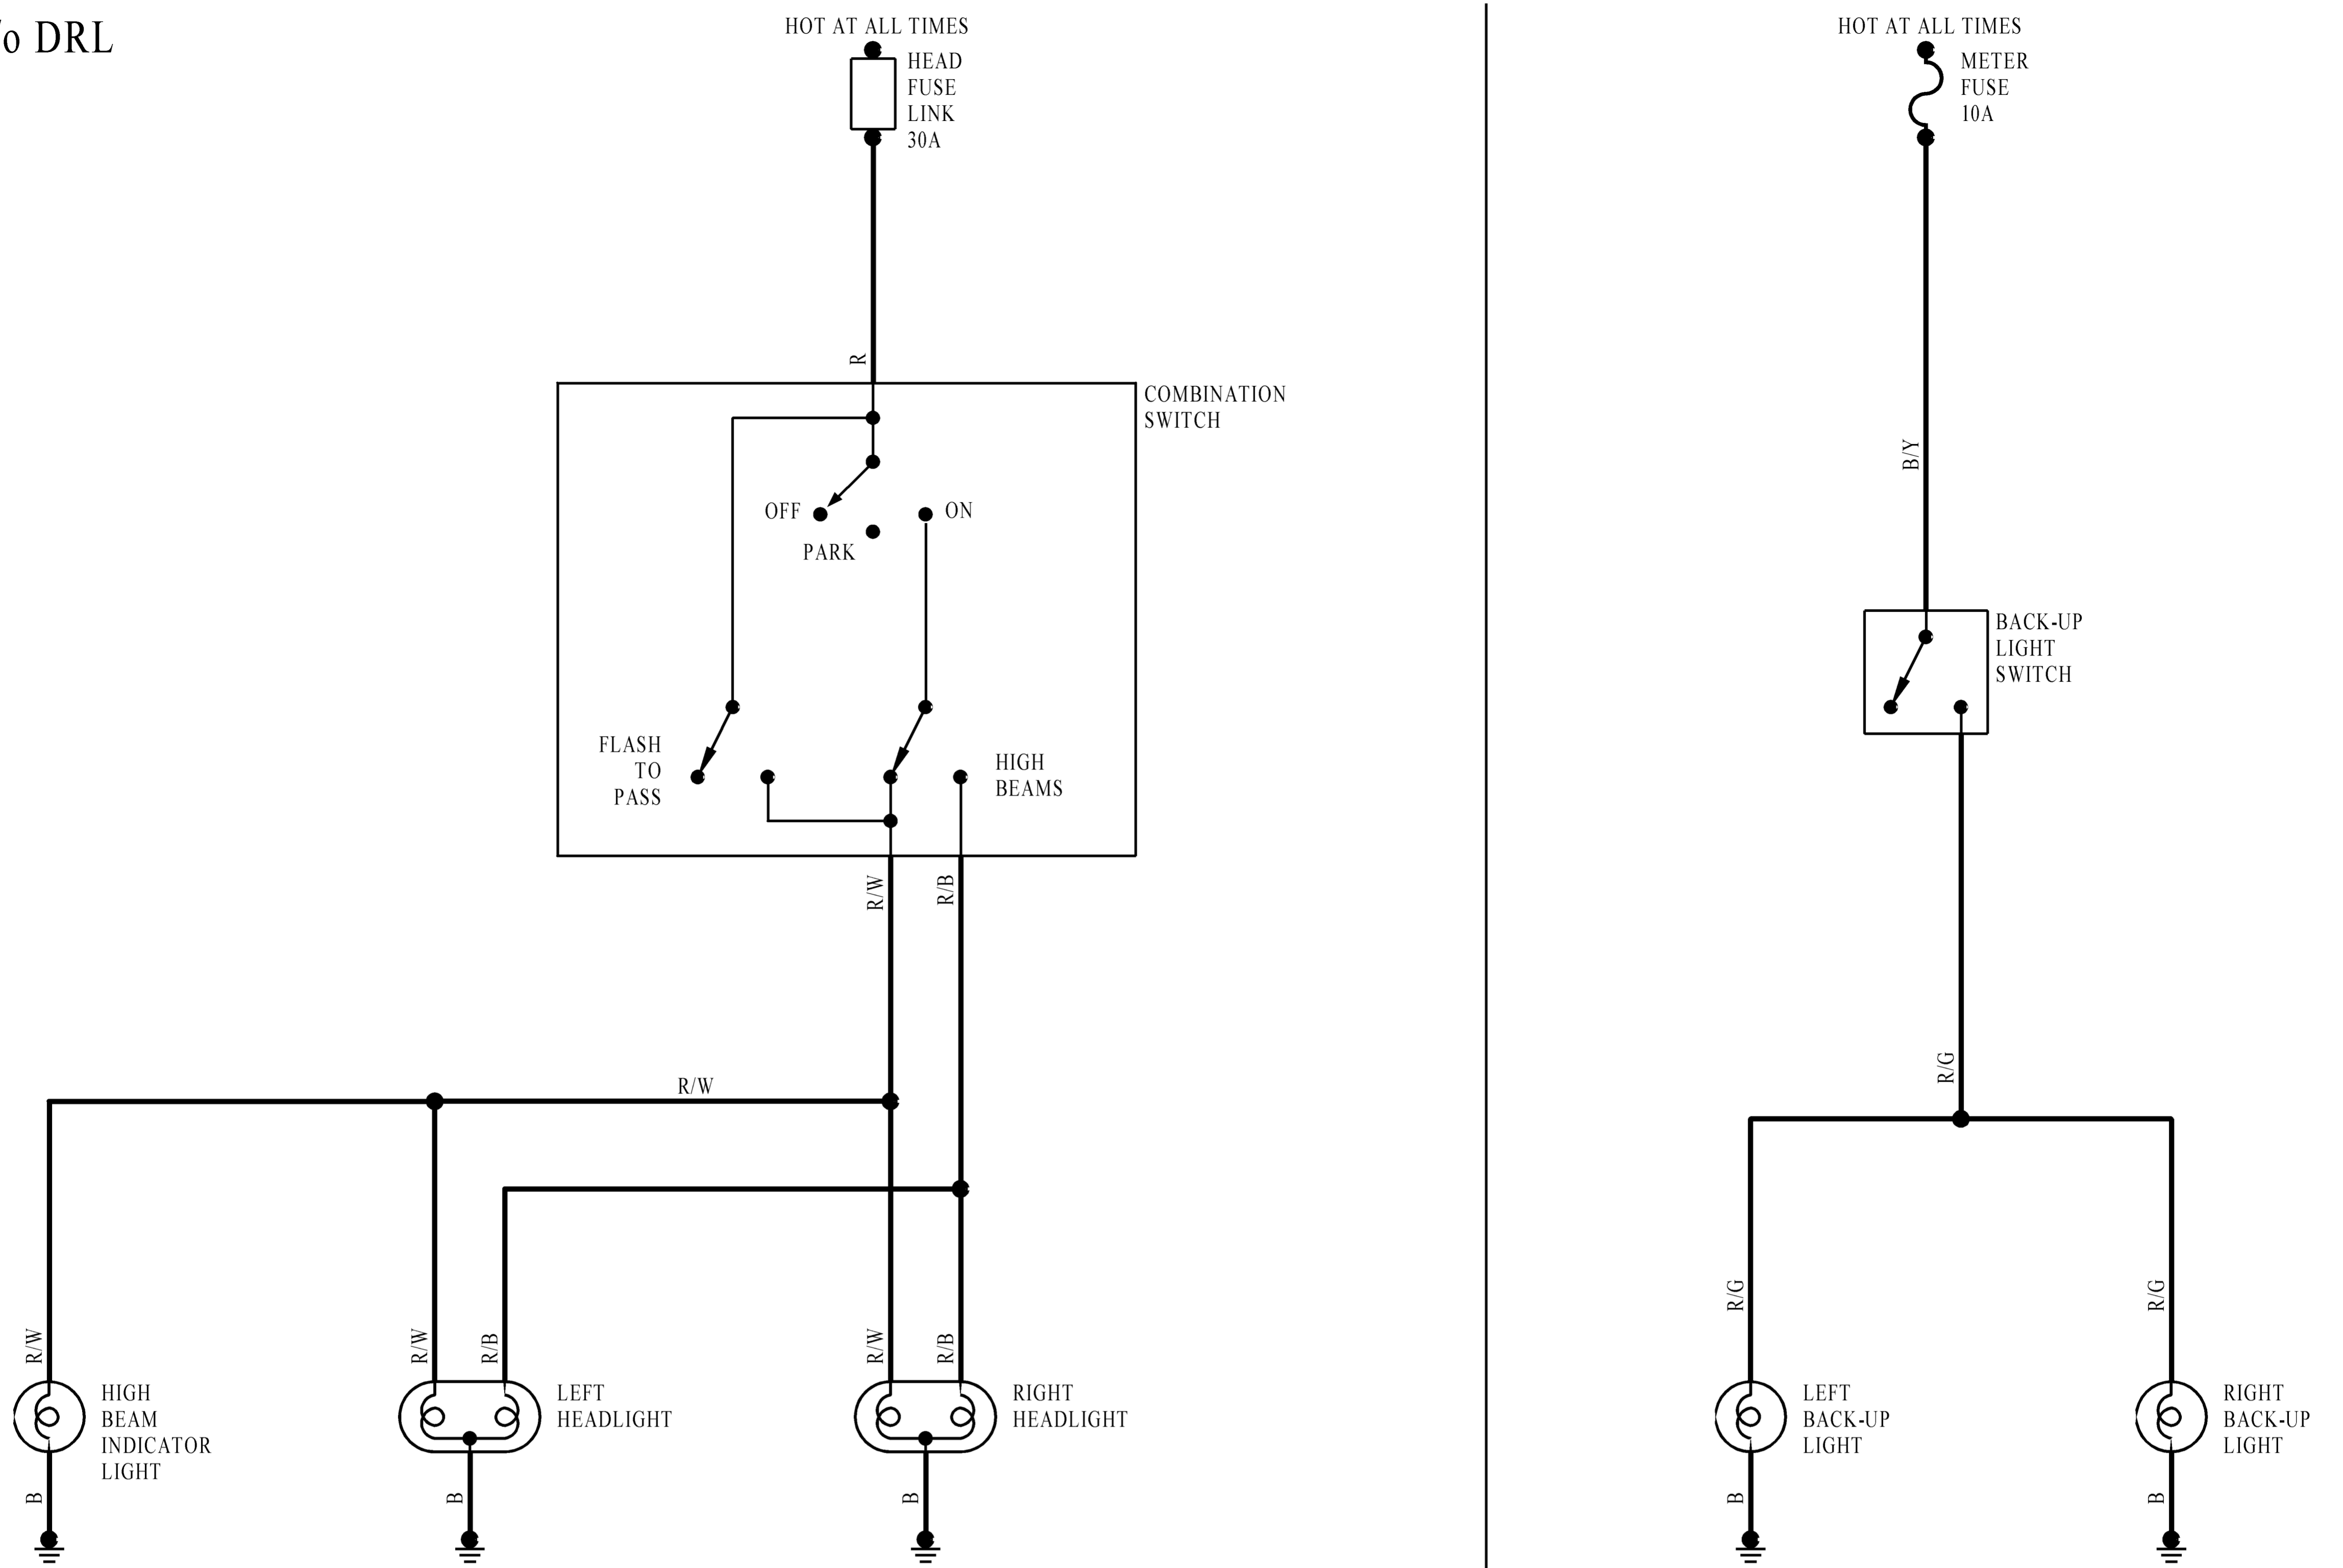 /o DRL
HOT AT ALL TIMES
HEAD
FUSE
LINK
30A
R
COMBINATION
SWITCH
OFF
ON
PARK
FLASH
TO
PASS
HIGH
BEAMS
R/W
R/B
R/W
R/W
R/W
R/B
R/W
R/B
HIGH
BEAM
INDICATOR
LIGHT
LEFT
HEADLIGHT
RIGHT
HEADLIGHT
B
B
B
HOT AT ALL TIMES
METER
FUSE
10A
B/Y
BACK-UP
LIGHT
SWITCH
R/G
R/G
R/G
LEFT
BACK-UP
LIGHT
RIGHT
BACK-UP
LIGHT
B
B